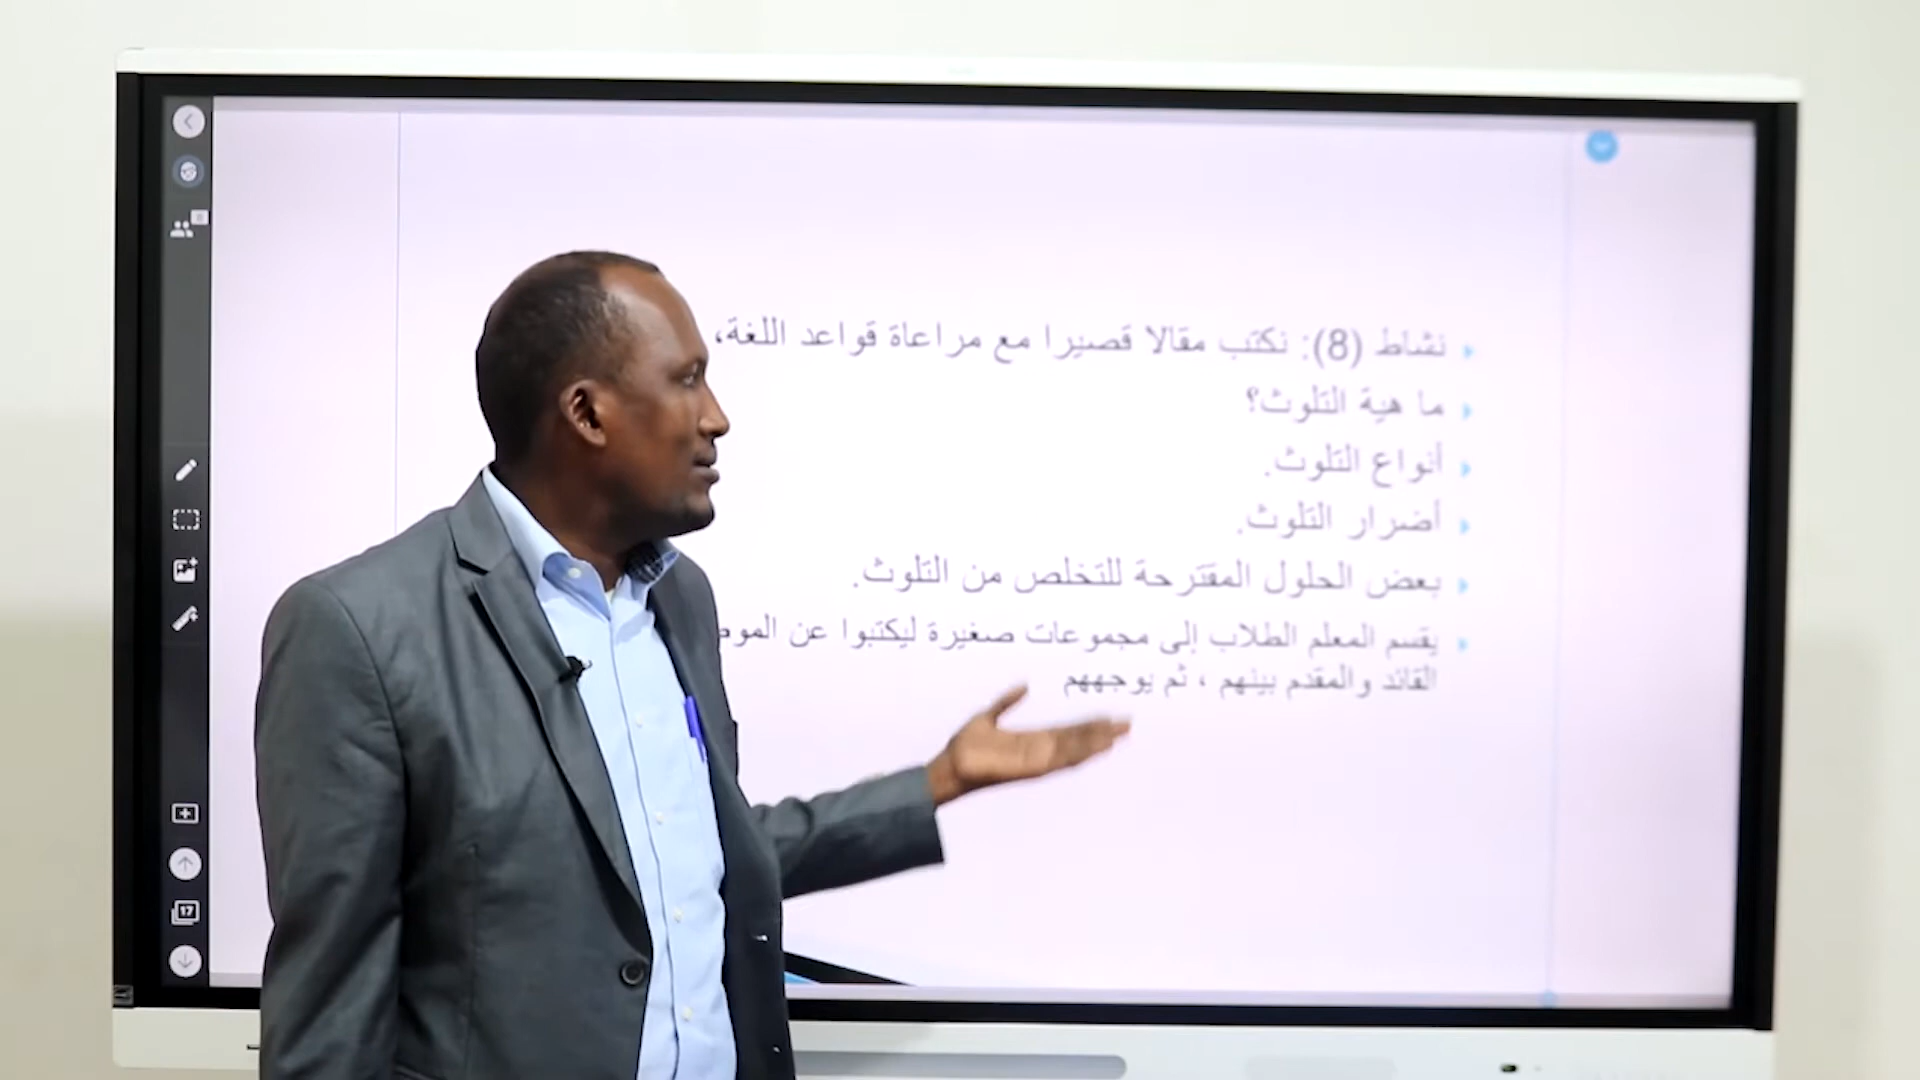 نشاط (8): نكتب مقالا قصيرا مع مراعاة قواعد اللغة،
ما هية التلوث؟
أنواع التلوث.
أضرار التلوث.
بعض الحلول المقترحة للتخلص من التلوث.
يقسم المعلم الطلاب إلى مجموعات صغيرة ليكتبوا عن
القائد والمقدم بينهم ، ثم يوجههم
17